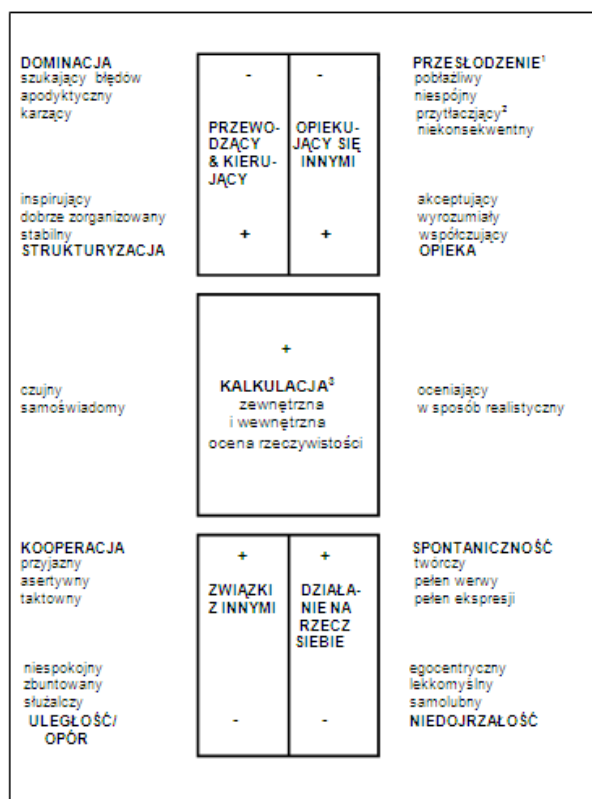 DOMINACJA
szukający błędów
apodyktyczny
karzący
- -
PRZEWO-
DZĄCY
& KIERU-
JĄCY
OPIEKU-
JĄCY SIĘ
INNYMI
PRZESŁODZENIE¹
pobłażliwy
niespójny
przytłaczjący²
niekonsekwentny
inspirujący
dobrze zorganizowany
stabilny
STRUKTURYZACJA
+ +
akceptujący
wyrozumiały
współczujący
OPIEKA
czujny
samoświadomy
+
KALKULACJA³
zewnętrzna
i wewnętrzna
ocena rzeczywistości
oceniający
w sposób realistyczny
KOOPERACJA
przyjazny
asertywny
taktowny
+ +
ZWIĄZKI
Z INNYMI
DZIAŁA-
NIE NA
RZECZ
SIEBIE
SPONTANICZNOŚĆ
twórczy
pełen werwy
pełen ekspresji
niespokojny
zbuntowany
służalczy
ULEGŁOŚĆ/
OPÓR
- -
egocentryczny
lekkomyślny
samolubny
NIEDOJRZAŁOŚĆ